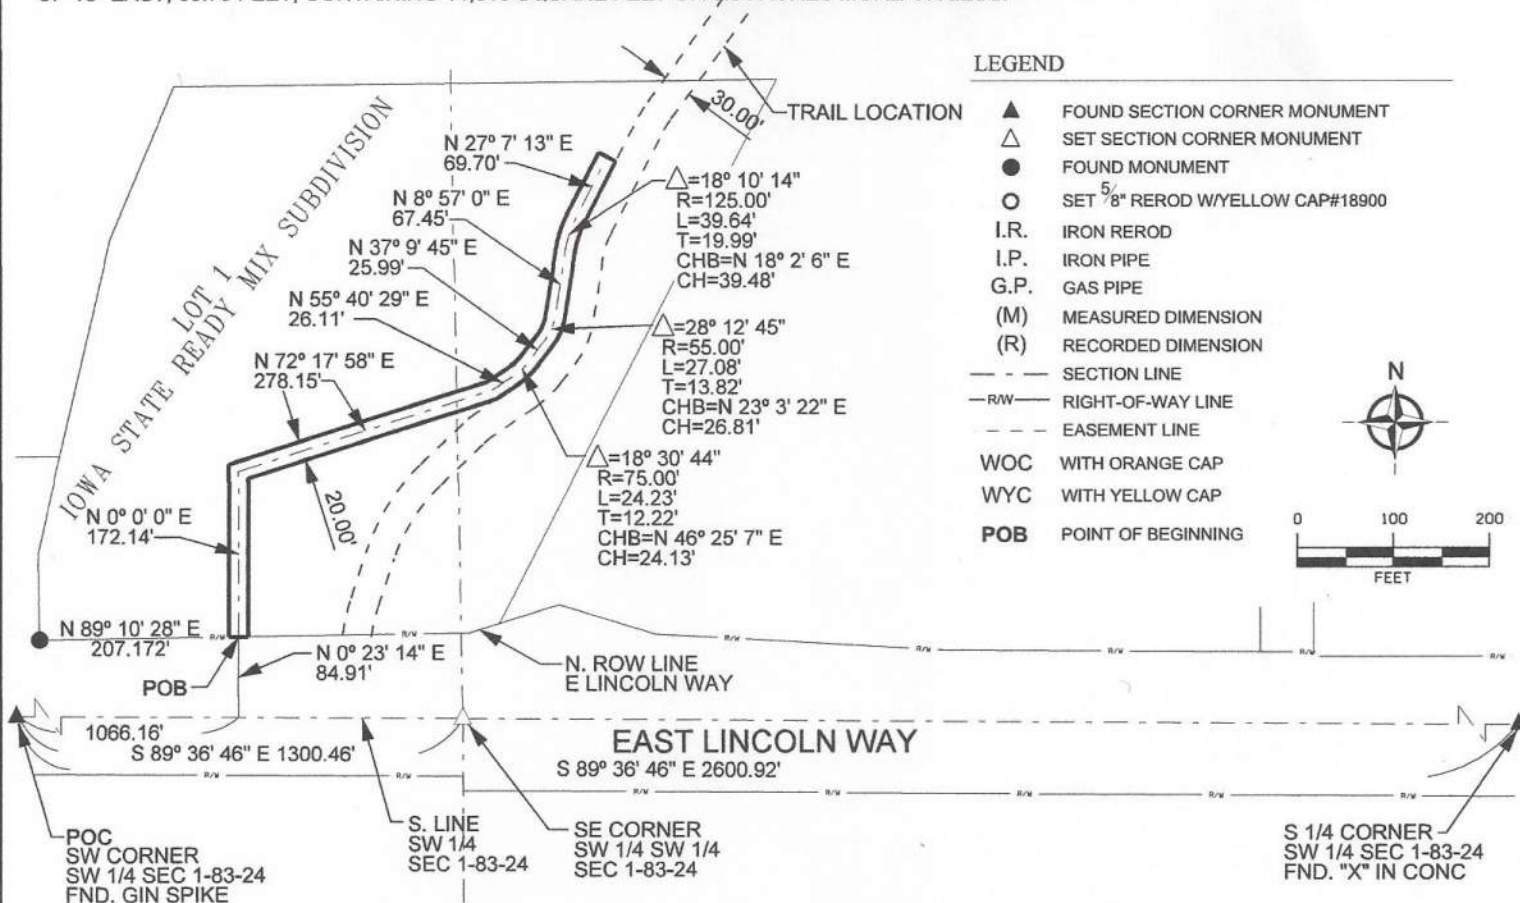 LEGEND
FOUND SECTION CORNER MONUMENT
SET SECTION CORNER MONUMENT
FOUND MONUMENT
SET 5/8" REROD W/YELLOW CAP#18900
I.R. IRON REROD
I.P. IRON PIPE
G.P. GAS PIPE
(M) MEASURED DIMENSION
(R) RECORDED DIMENSION
SECTION LINE
R/W RIGHT-OF-WAY LINE
EASEMENT LINE
WOC WITH ORANGE CAP
WYC WITH YELLOW CAP
POB POINT OF BEGINNING
N
0 100 200
FEET
TRAIL LOCATION
30.00'
LOT 1
IOWA STATE READY MIX SUBDIVISION
N 27° 7' 13" E
69.70'
N 8° 57' 0" E
67.45'
N 37° 9' 45" E
25.99'
N 55° 40' 29" E
26.11'
N 72° 17' 58" E
278.15'
20.00'
N 0° 0' 0" E
172.14'
△=18° 10' 14"
R=125.00'
L=39.64'
T=19.99'
CHB=N 18° 2' 6" E
CH=39.48'
△=28° 12' 45"
R=55.00'
L=27.08'
T=13.82'
CHB=N 23° 3' 22" E
CH=26.81'
△=18° 30' 44"
R=75.00'
L=24.23'
T=12.22'
CHB=N 46° 25' 7" E
CH=24.13'
N 89° 10' 28" E
207.172'
R/W
R/W
R/W
R/W
R/W
R/W
R/W
POB
N 0° 23' 14" E
84.91'
N. ROW LINE
E LINCOLN WAY
1066.16'
S 89° 36' 46" E 1300.46'
EAST LINCOLN WAY
S 89° 36' 46" E 2600.92'
R/W
R/W
R/W
R/W
R/W
R/W
R/W
POC
SW CORNER
SW 1/4 SEC 1-83-24
FND. GIN SPIKE
S. LINE
SW 1/4
SEC 1-83-24
SE CORNER
SW 1/4 SW 1/4
SEC 1-83-24
S 1/4 CORNER
SW 1/4 SEC 1-83-24
FND. "X" IN CONC